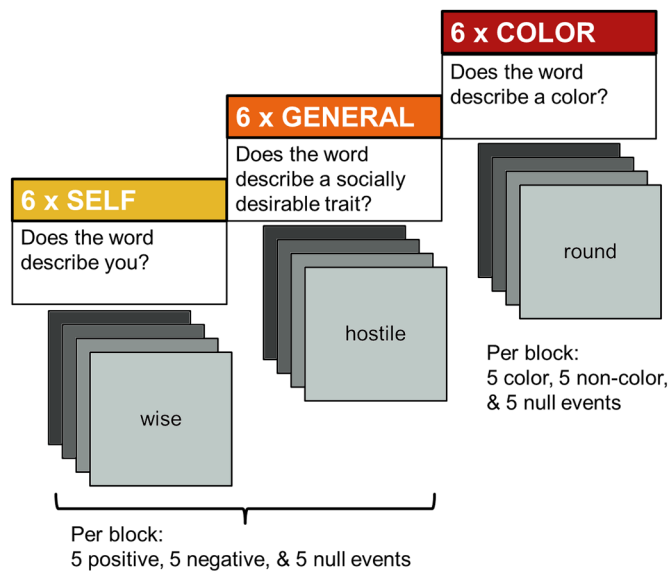 6 x SELF
Does the word
describe you?
wise
6 x GENERAL
Does the word
describe a socially
desirable trait?
hostile
Per block:
5 positive, 5 negative, & 5 null events
6 x COLOR
Does the word
describe a color?
round
Per block:
5 color, 5 non-color,
& 5 null events